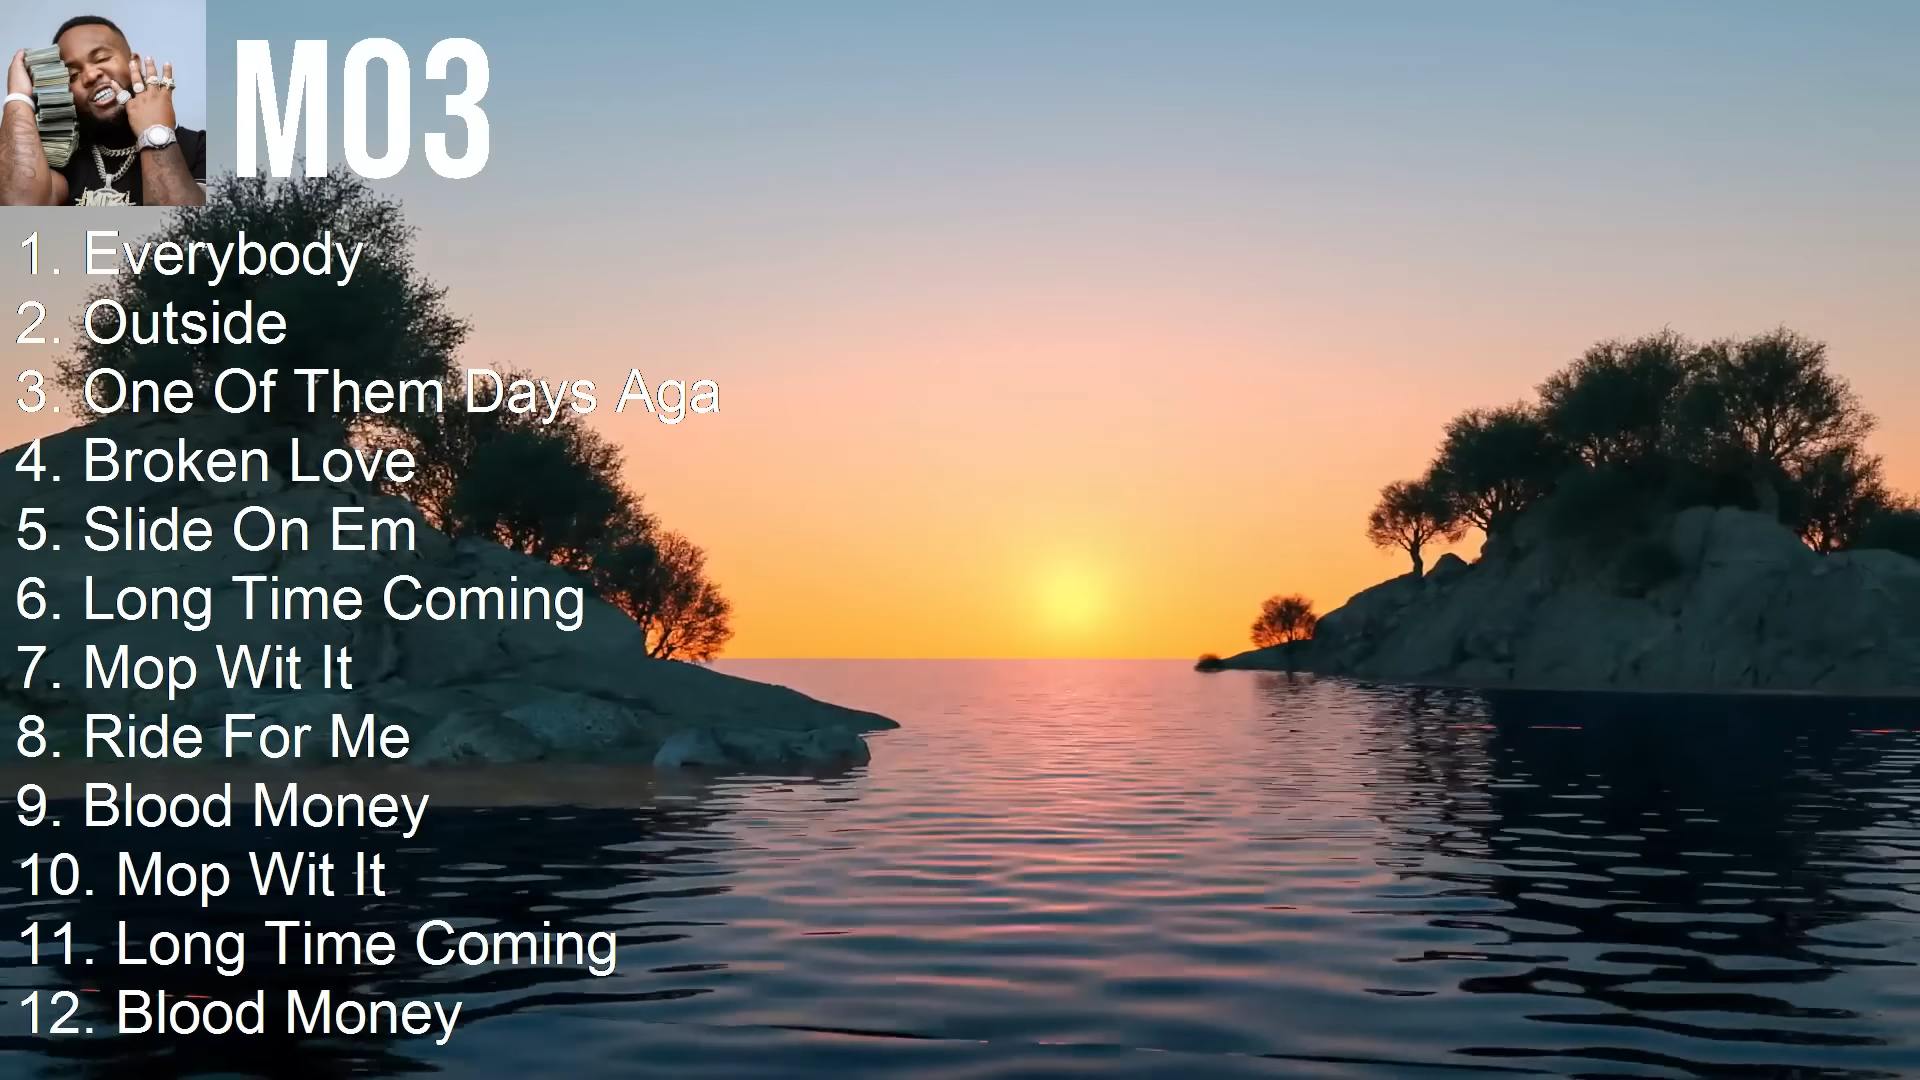 MO3
1. Everybody
2. Outside
3. One Of Them Days Aga
4. Broken Love
5. Slide On Em
6. Long Time Coming
7. Mop Wit It
8. Ride For Me
9. Blood Money
10. Mop Wit It
11. Long Time Coming
12. Blood Money